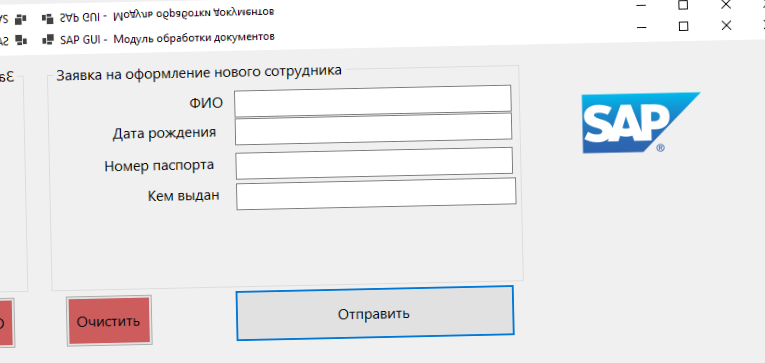 SAP GUI - Модуль обработки документов
SAP GUI - Модуль обработки документов
Заявка на оформление нового сотрудника
ФИО
Дата рождения
Номер паспорта
Кем выдан
SAP®
Очистить
Отправить